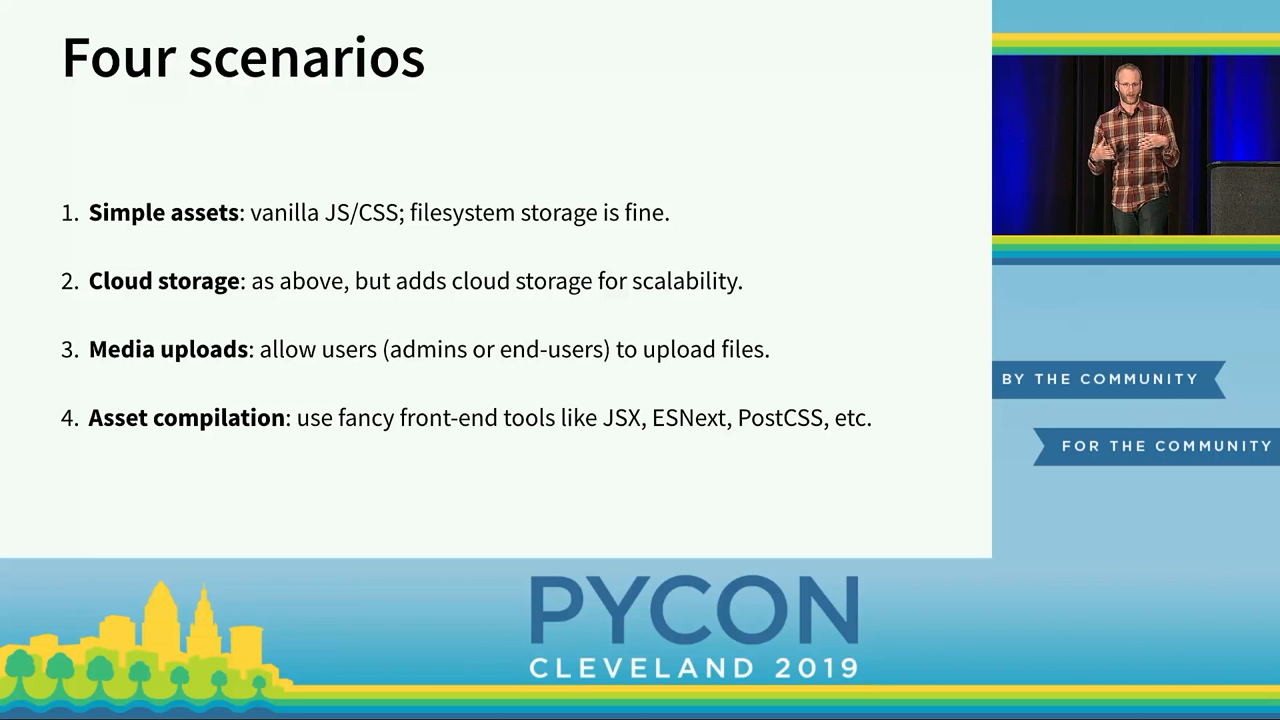 Four scenarios
1. Simple assets: vanilla JS/CSS; filesystem storage is fine.
2. Cloud storage: as above, but adds cloud storage for scalability.
3. Media uploads: allow users (admins or end-users) to upload files.
4. Asset compilation: use fancy front-end tools like JSX, ESNext, PostCSS, etc.
BY THE COMMUNITY
FOR THE COMMUNITY
PYCON
CLEVELAND 2019